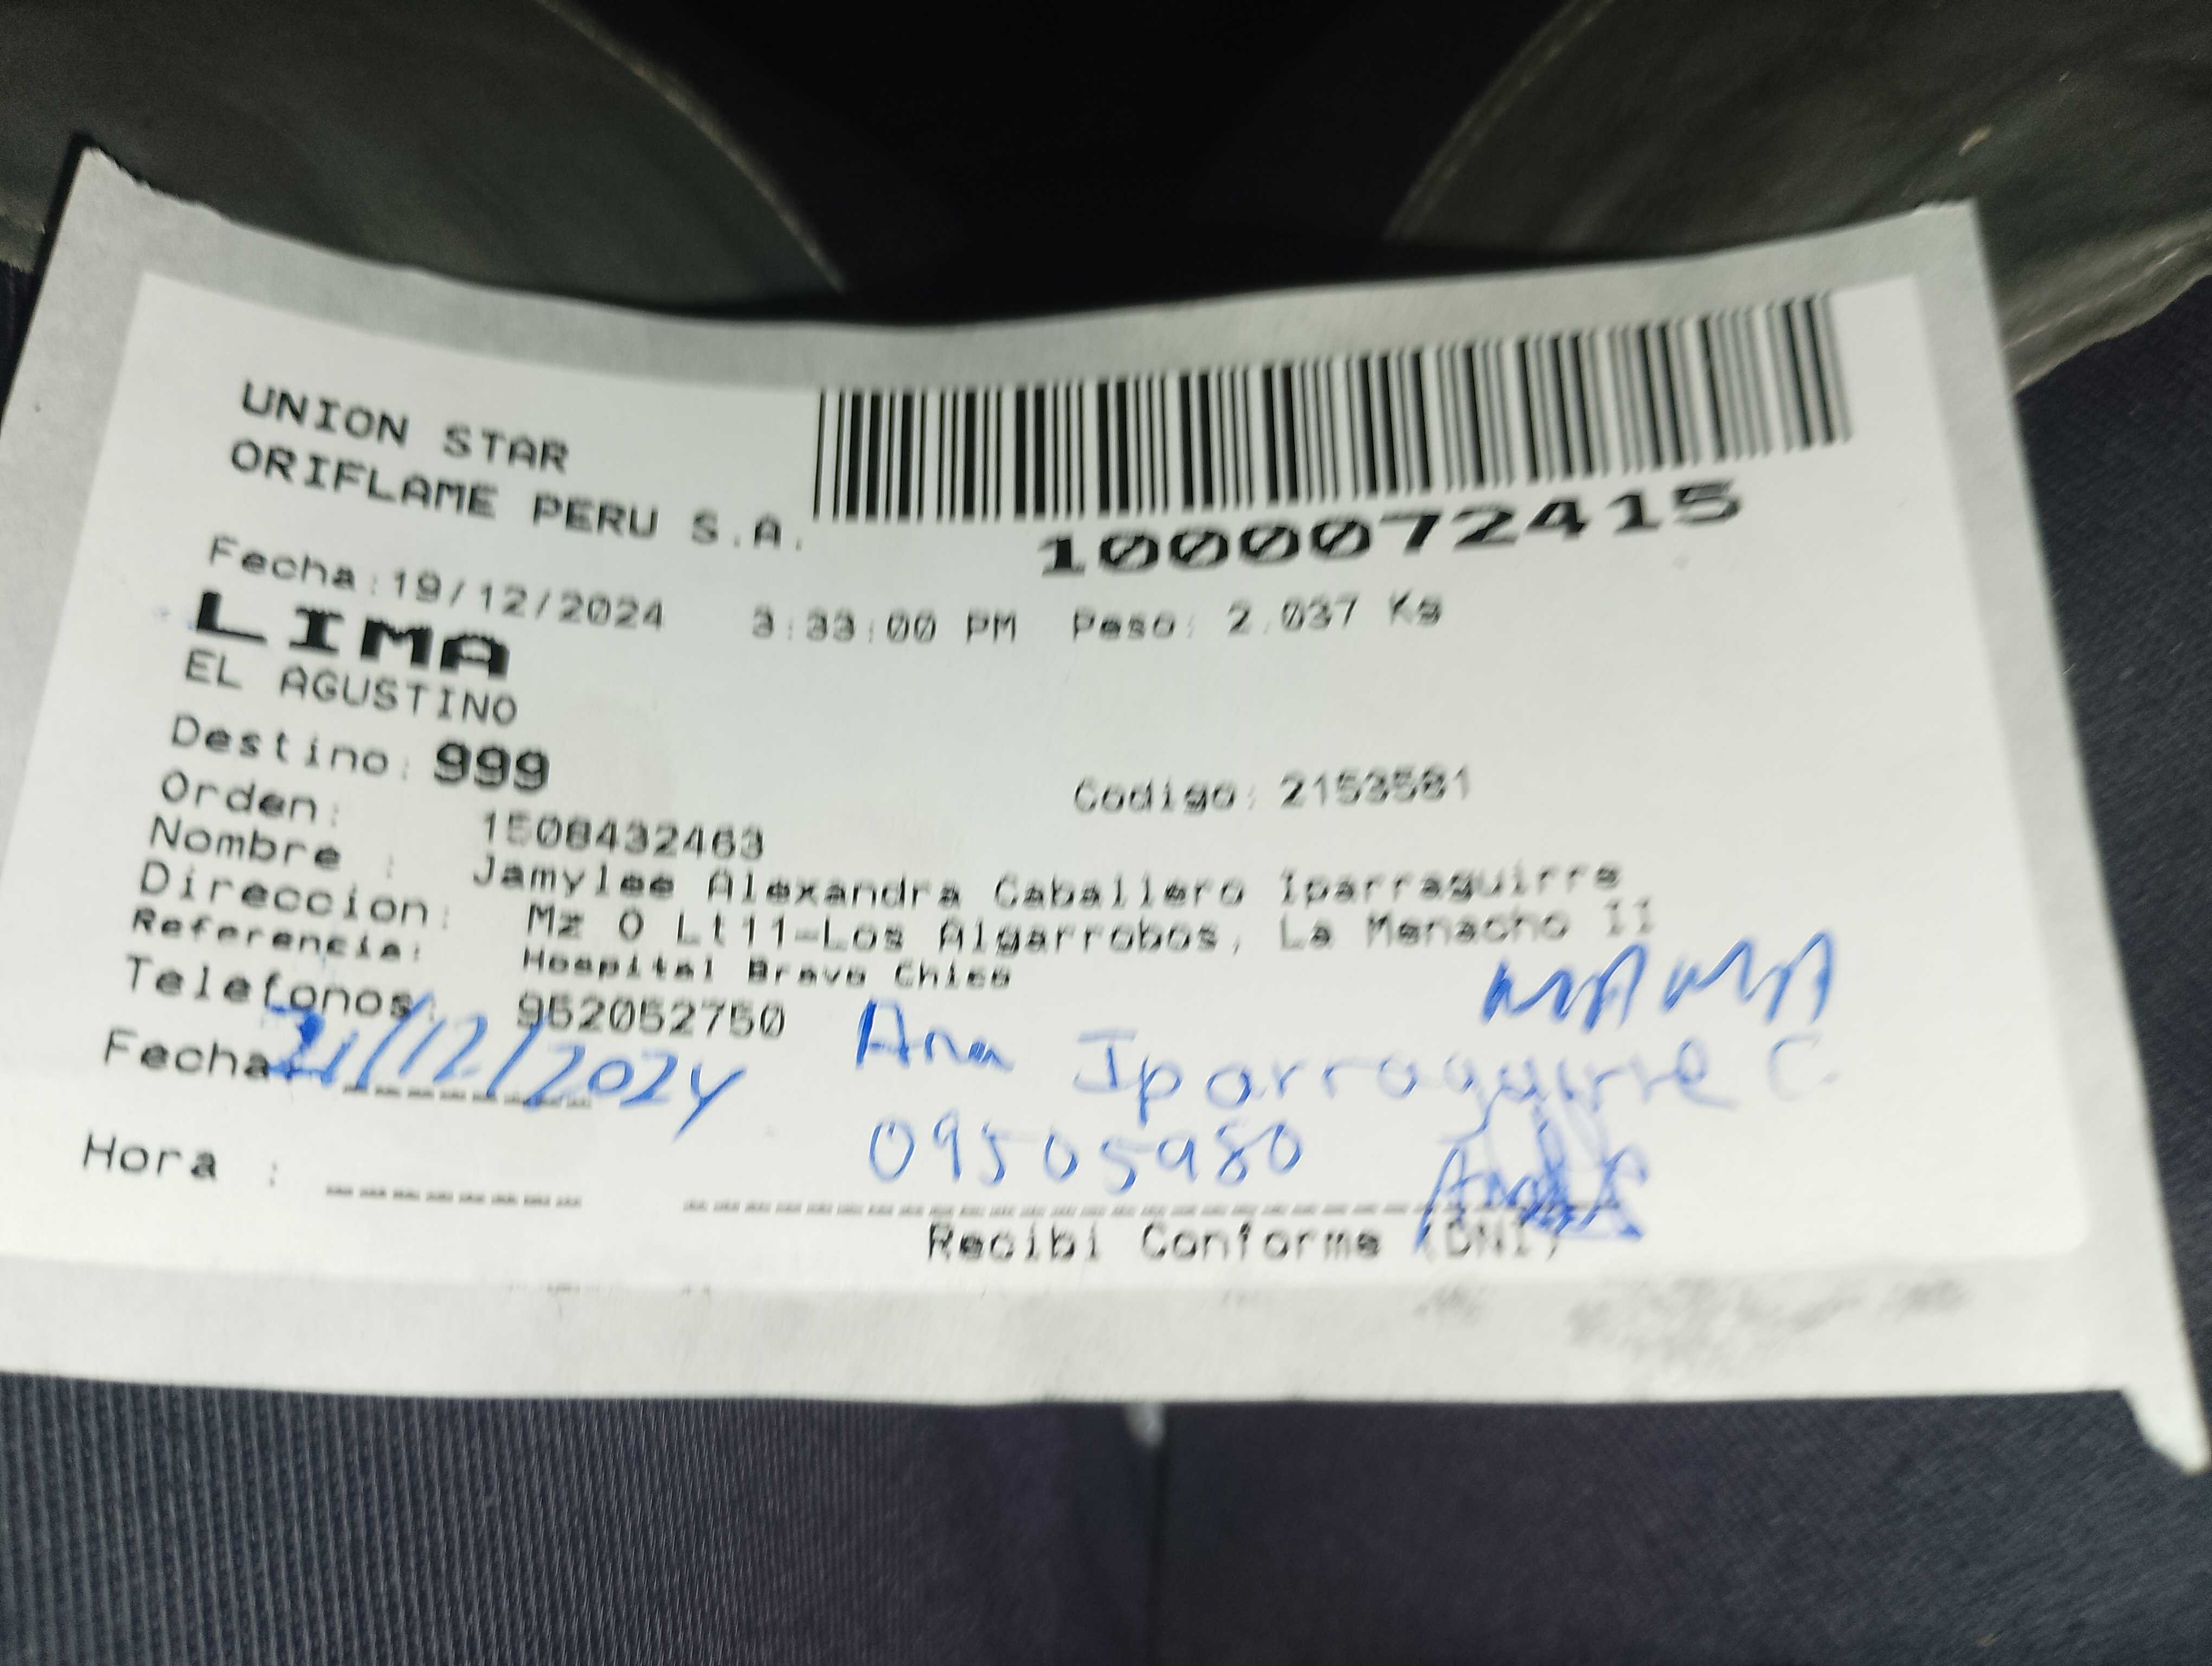 UNION STAR
ORIFLAME PERU S.A.
1000072415
Fecha:19/12/2024 3:33:00 PM Peso: 2.037 Kg
LIMA
EL AGUSTINO
Destino: 999
Codigo: 2153581
Orden: 1508432463
Nombre : Jamylee Alexandra Caballero Iparraguirre
Direccion: Mz O Lt11-Los Algarrobos, La Menacho II
Referencia: Hospital Bravo Chico
MAMA
Telefonos: 952052750
Ana Iparraguirre C.
Fecha: 21/12/2024
09505980
Hora :
Recibi Conforme (DNI)